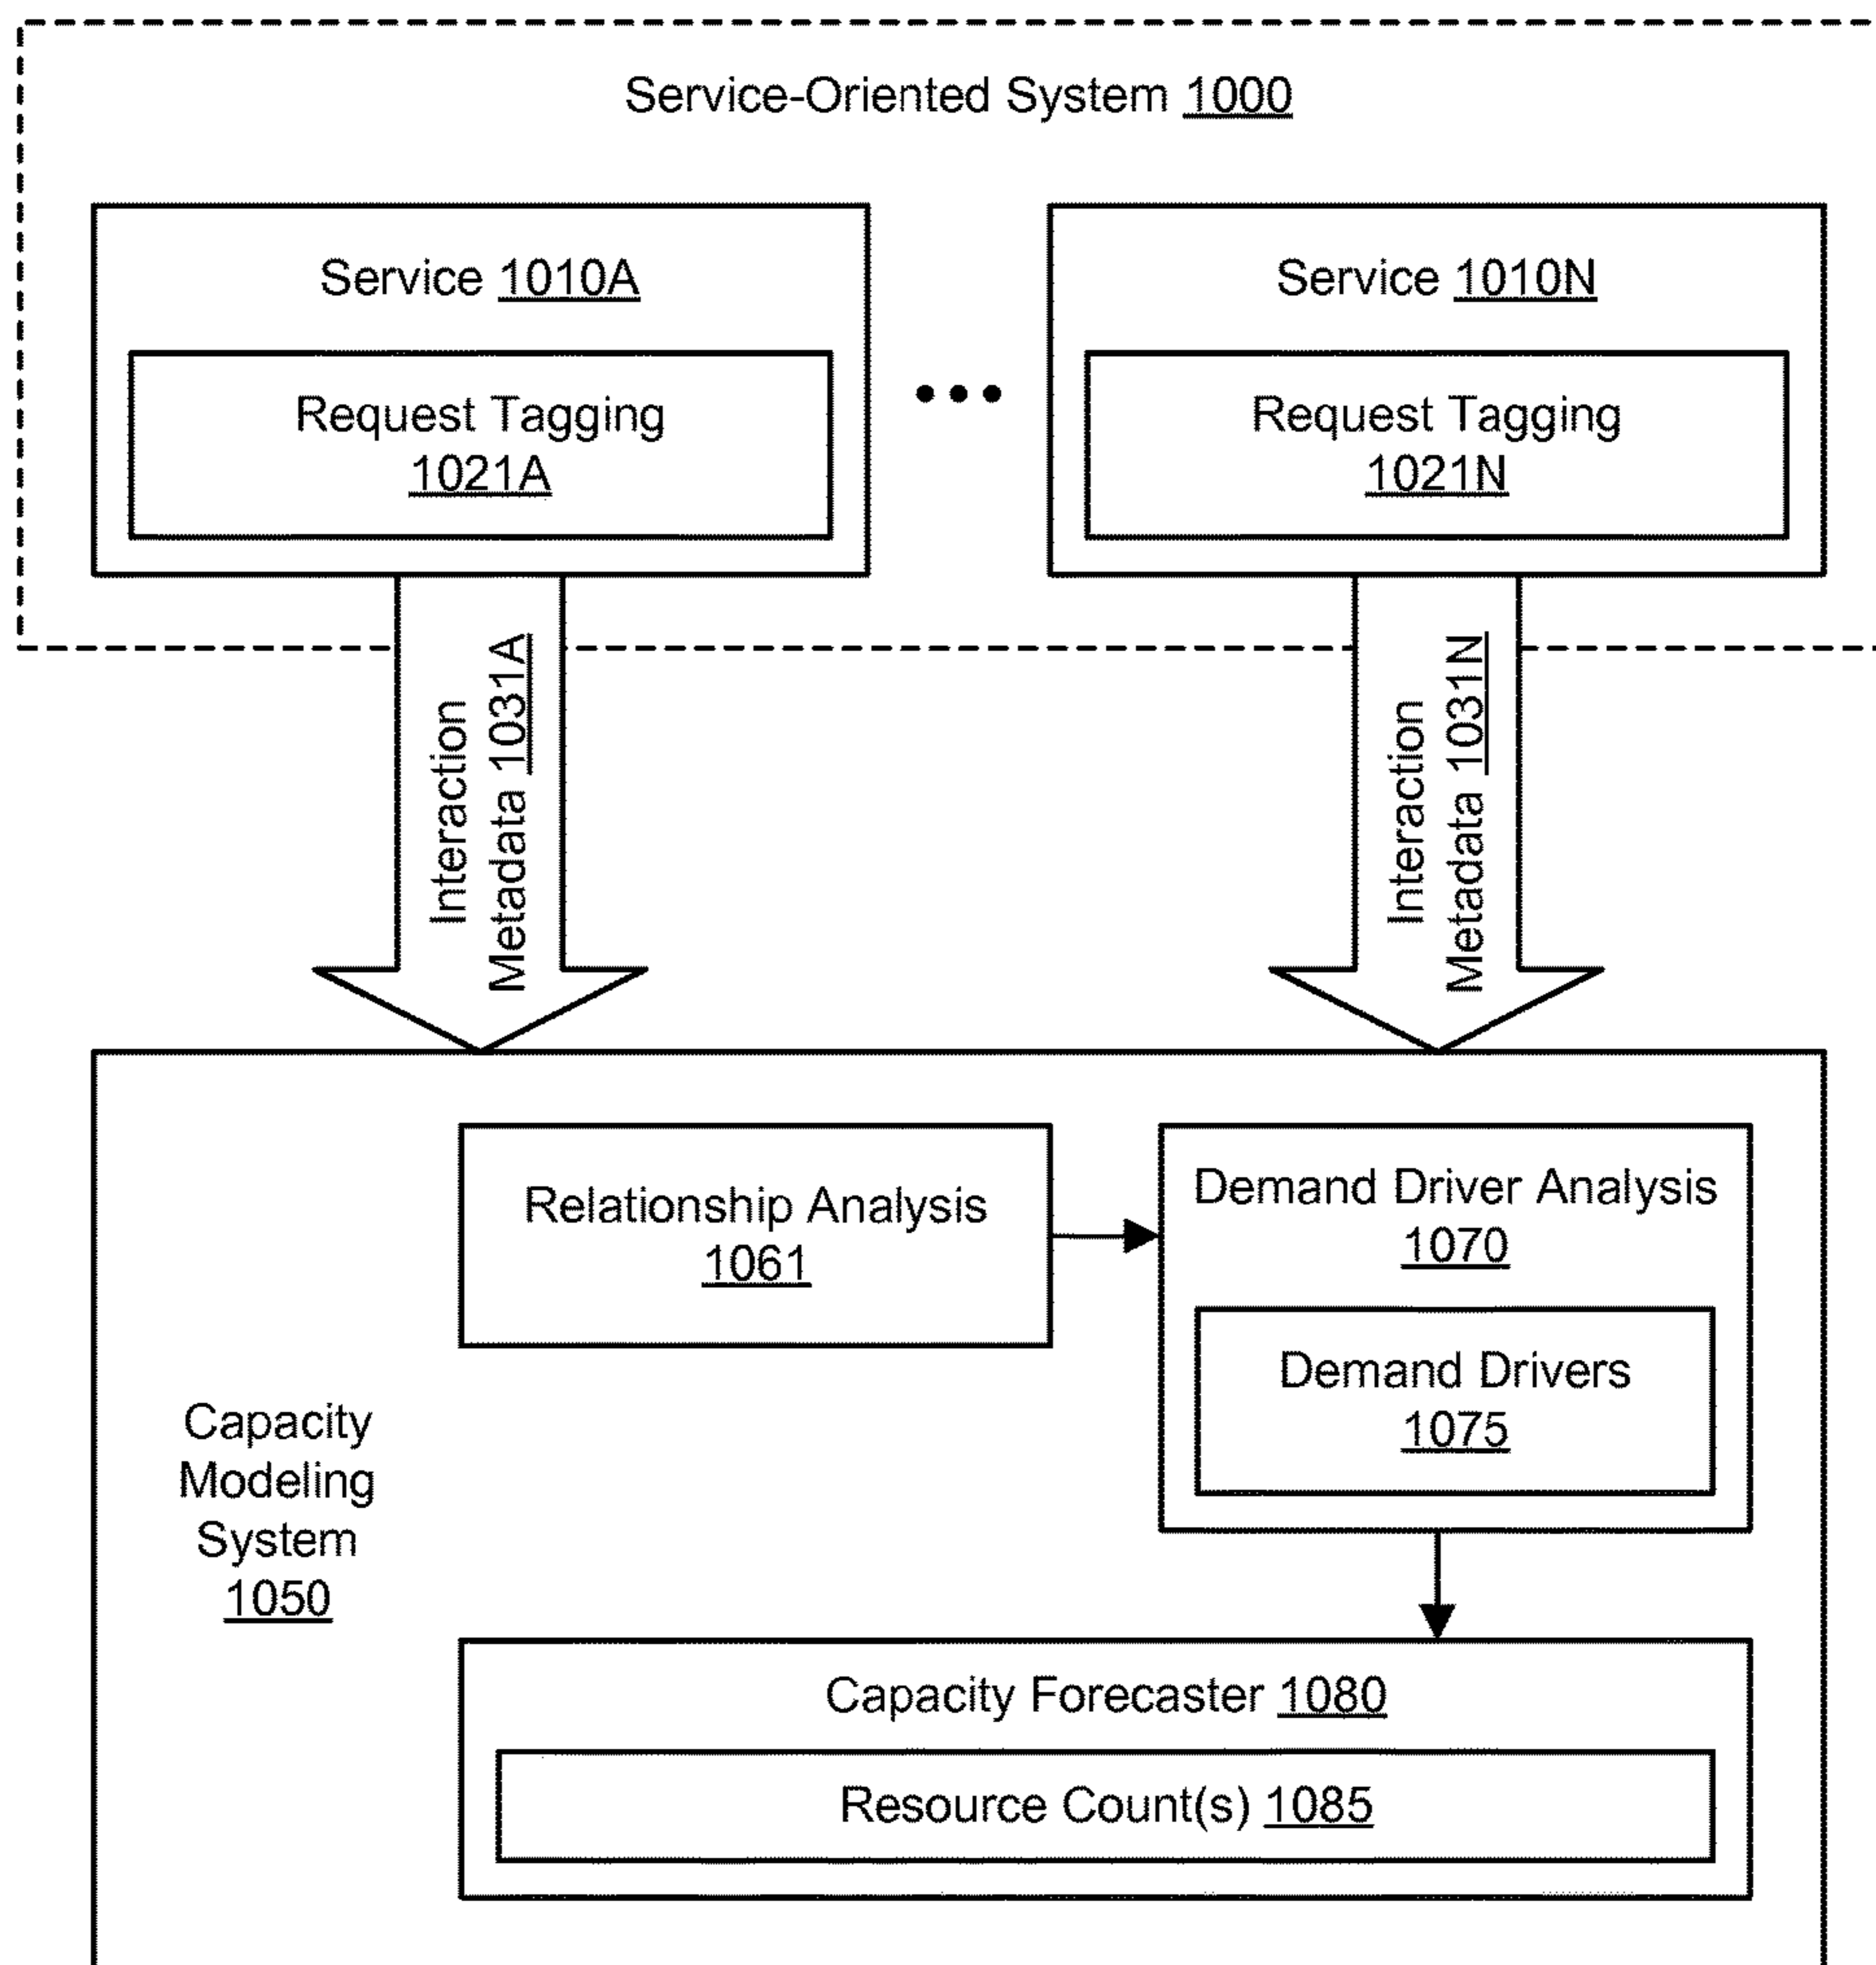 Service-Oriented System 1000
Service 1010A
Request Tagging
1021A
Service 1010N
Request Tagging
1021N
Interaction
Metadata 1031A
Interaction
Metadata 1031N
Relationship Analysis
1061
Demand Driver Analysis
1070
Demand Drivers
1075
Capacity
Modeling
System
1050
Capacity Forecaster 1080
Resource Count(s) 1085